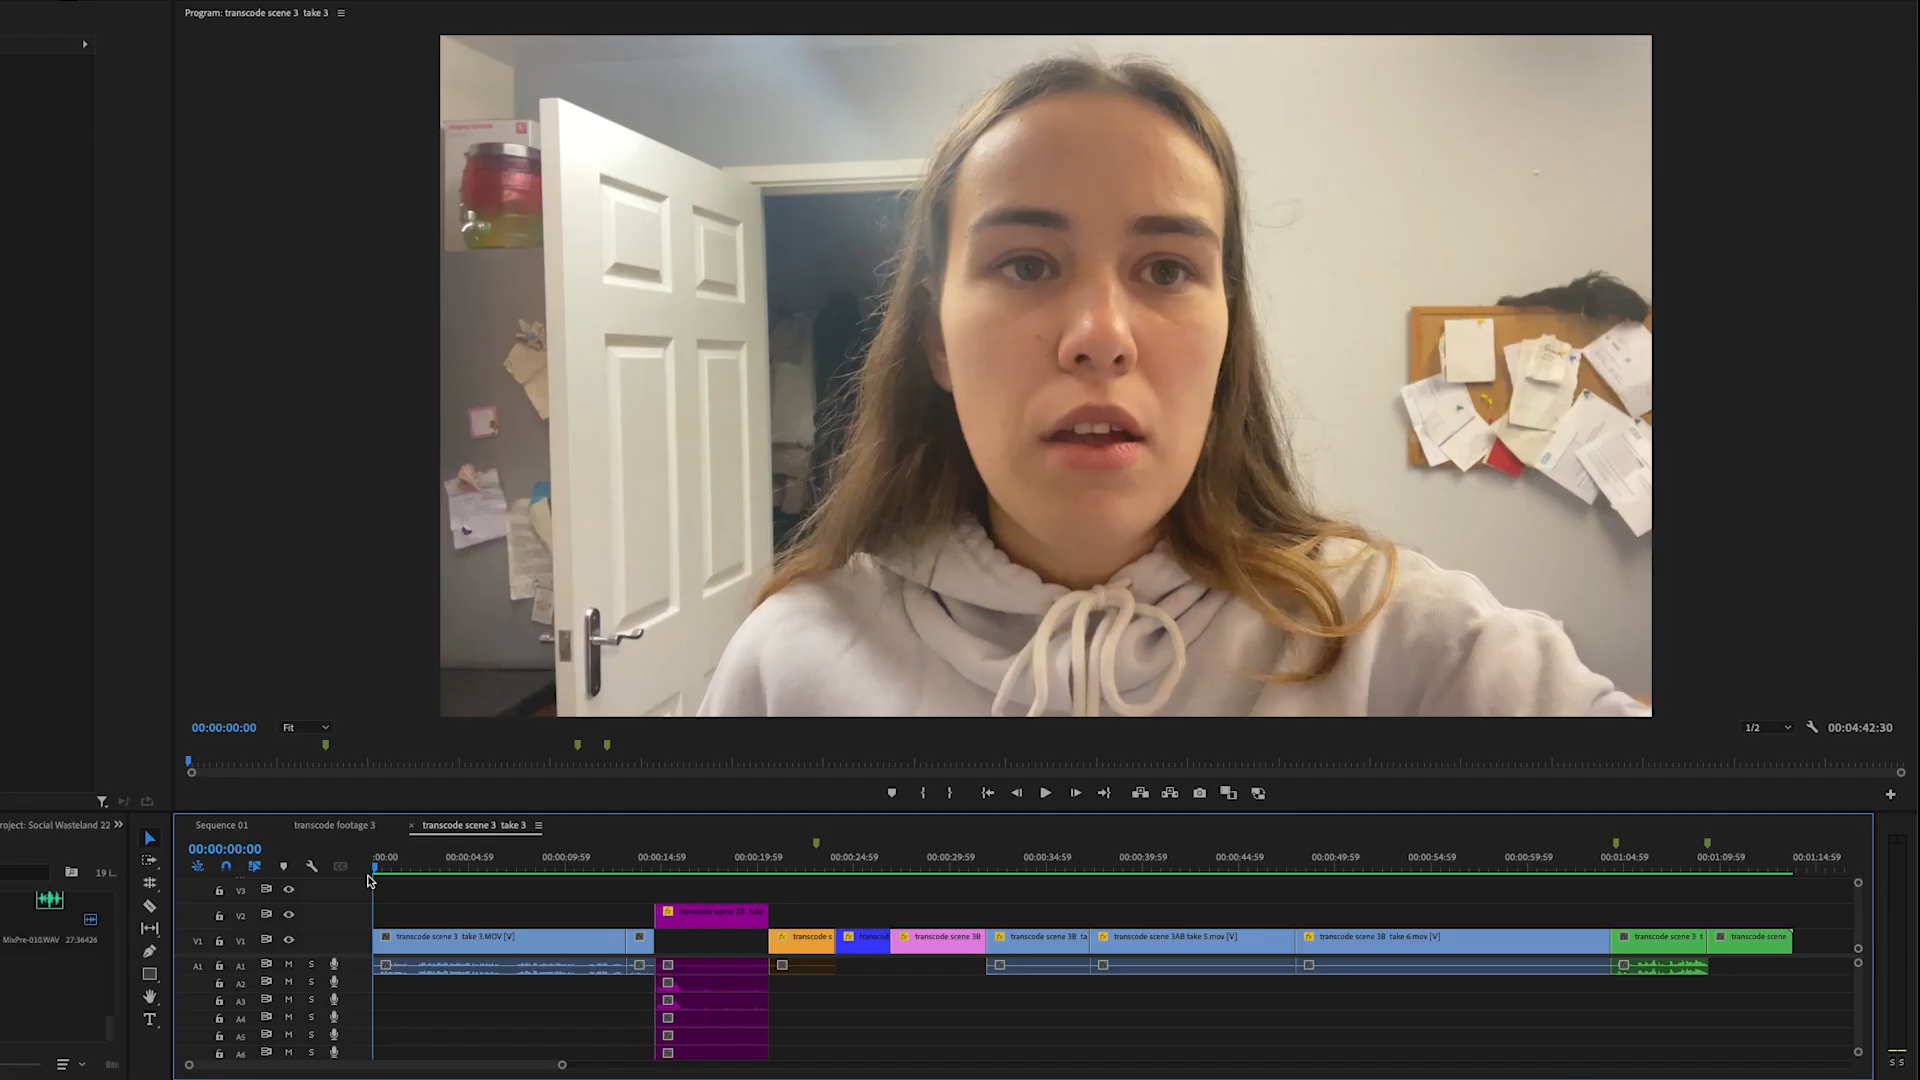 Program: transcode scene 3 take 3
00:00:00:00
Fit
1/2
00:04:42:30
roject: Social Wasteland 22
Sequence 01
transcode footage 3
× transcode scene 3 take 3
00:00:00:00
:00:00
00:00:04:59
00:00:09:59
00:00:14:59
00:00:19:59
00:00:24:59
00:00:29:59
00:00:34:59
00:00:39:59
00:00:44:59
00:00:49:59
00:00:54:59
00:00:59:59
00:01:04:59
00:01:09:59
00:01:14:59
19 i
V3
V2
fx transcode scene 3A take
V1 V1
transcode scene 3 take 3.MOV [V]
transcode s
transcod
transcode scene 3B
transcode scene 3B ta
transcode scene 3AB take 5.mov [V]
transcode scene 3B take 6.mov [V]
transcode scene 3 t
transcode scene
MixPre-010.WAV 27:36426
A1 A1 M S
A2 M S
A3 M S
A4 M S
A5 M S
A6 M S
S S